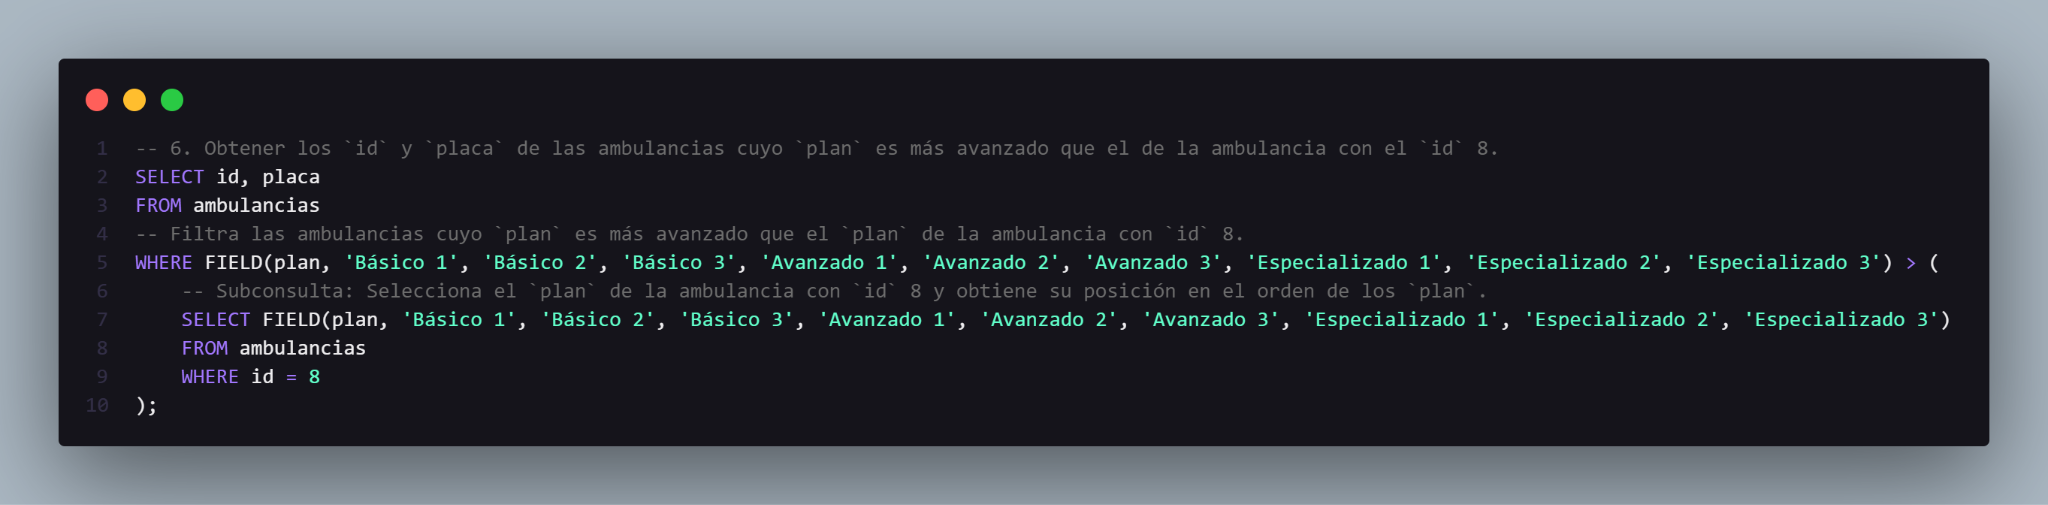 1 -- 6. Obtener los `id` y `placa` de las ambulancias cuyo `plan` es más avanzado que el de la ambulancia con el `id` 8.
2 SELECT id, placa
3 FROM ambulancias
4 -- Filtra las ambulancias cuyo `plan` es más avanzado que el `plan` de la ambulancia con `id` 8.
5 WHERE FIELD(plan, 'Básico 1', 'Básico 2', 'Básico 3', 'Avanzado 1', 'Avanzado 2', 'Avanzado 3', 'Especializado 1', 'Especializado 2', 'Especializado 3') > (
6     -- Subconsulta: Selecciona el `plan` de la ambulancia con `id` 8 y obtiene su posición en el orden de los `plan`.
7     SELECT FIELD(plan, 'Básico 1', 'Básico 2', 'Básico 3', 'Avanzado 1', 'Avanzado 2', 'Avanzado 3', 'Especializado 1', 'Especializado 2', 'Especializado 3')
8     FROM ambulancias
9     WHERE id = 8
10 );